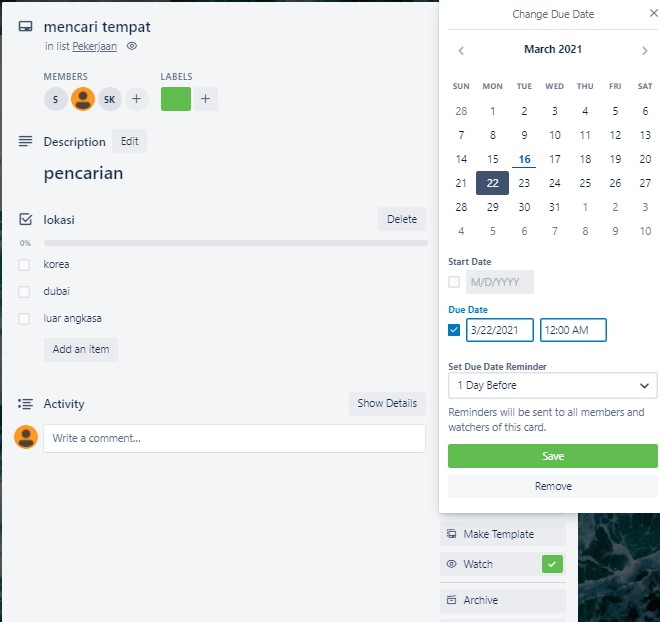 mencari tempat
in list Pekerjaan
MEMBERS LABELS
S SK + +
Description Edit
pencarian
lokasi Delete
0%
korea
dubai
luar angkasa
Add an item
Activity Show Details
Write a comment...
Change Due Date
March 2021
SUN MON TUE WED THU FRI SAT
28 1 2 3 4 5 6
7 8 9 10 11 12 13
14 15 16 17 18 19 20
21 22 23 24 25 26 27
28 29 30 31 1 2 3
4 5 6 7 8 9 10
Start Date
M/D/YYYY
Due Date
3/22/2021 12:00 AM
Set Due Date Reminder
1 Day Before
Reminders will be sent to all members and
watchers of this card.
Save
Remove
Make Template
Watch
Archive